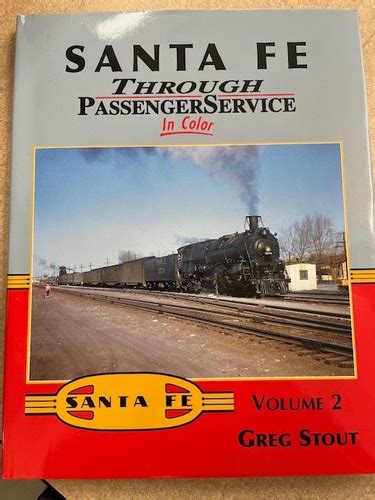 SANTA FE
THROUGH
PASSENGERSERVICE
In Color
SANTA FE
VOLUME 2
GREG STOUT